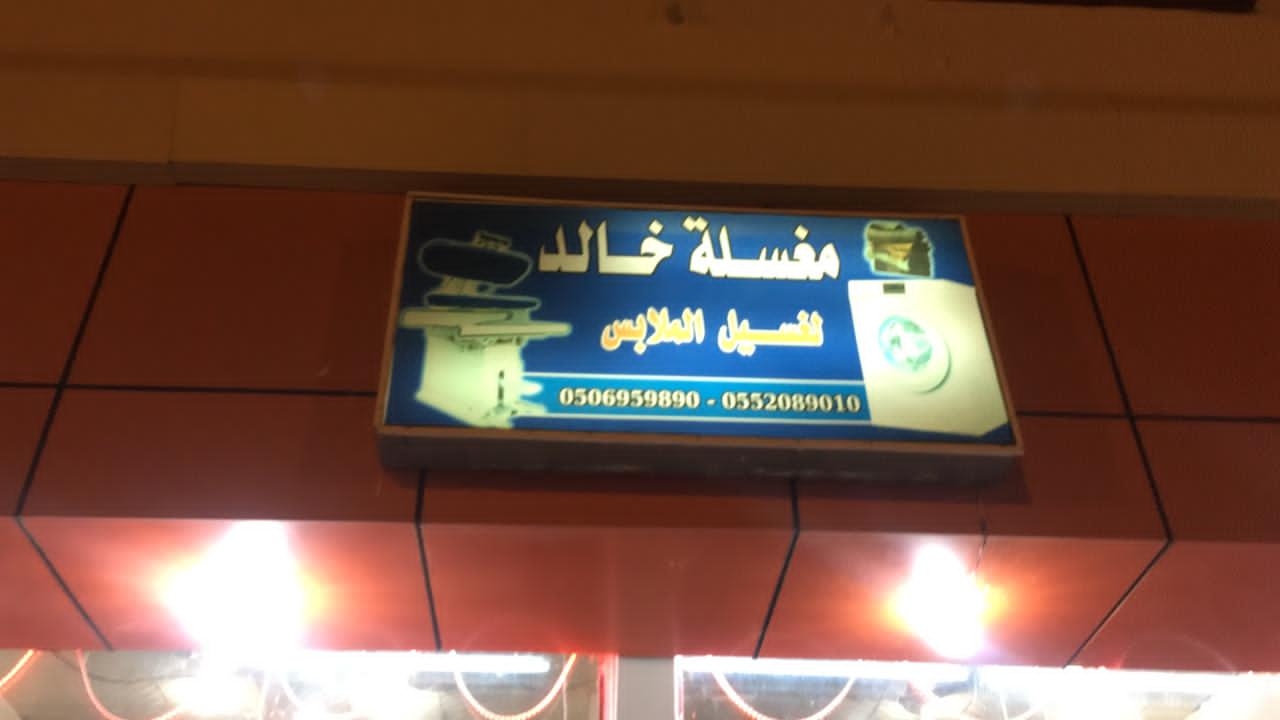 مغسلة خالد
لغسيل الملابس
0506959890 - 0552089010